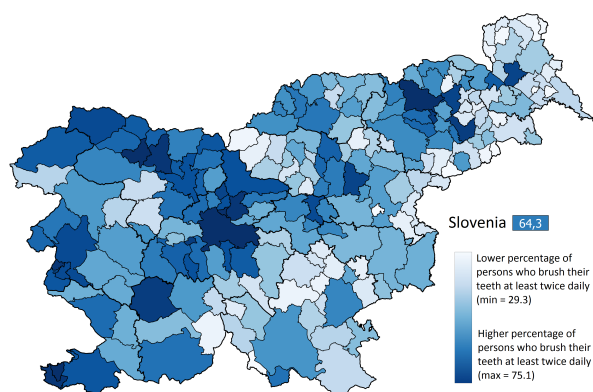 Slovenia 64,3
Lower percentage of
persons who brush their
teeth at least twice daily
(min = 29.3)
Higher percentage of
persons who brush their
teeth at least twice daily
(max = 75.1)